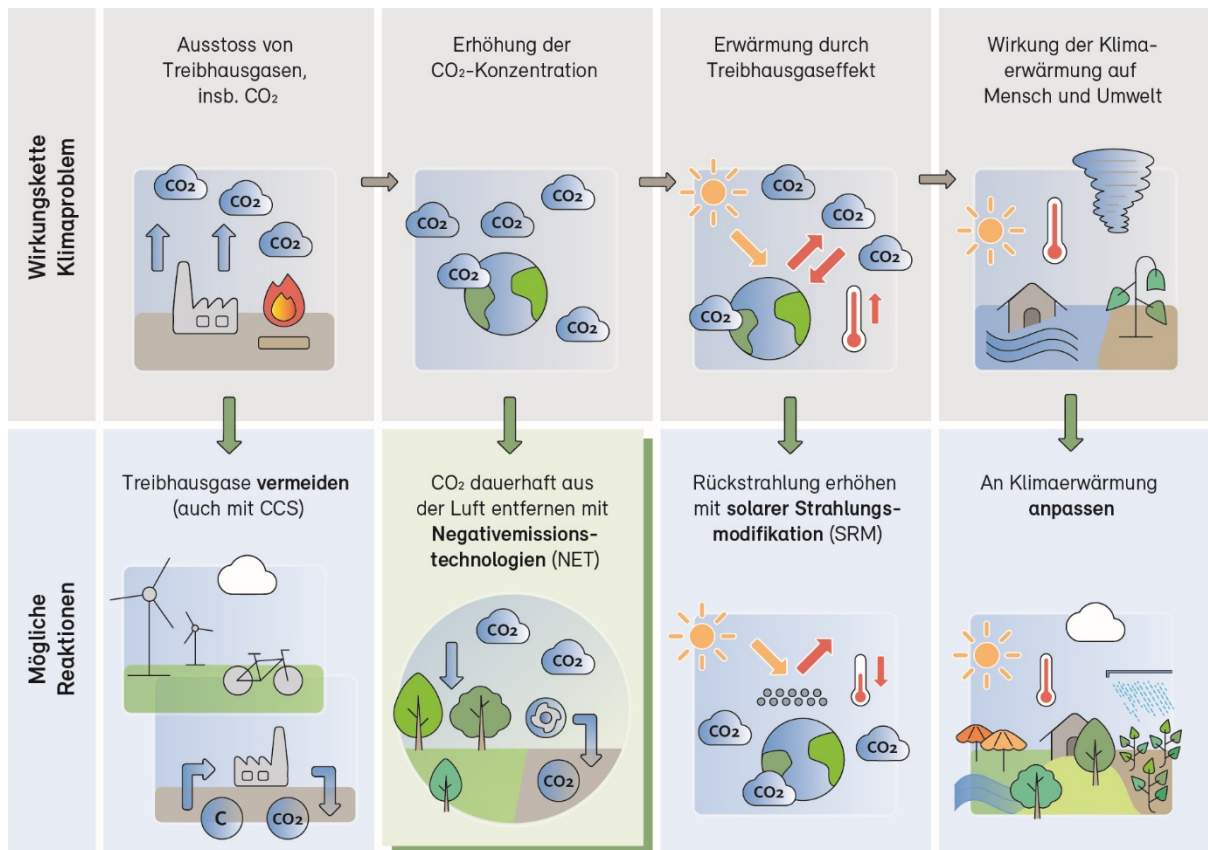 Wirkungskette
Klimaproblem
Ausstoss von
Treibhausgasen,
insb. CO₂
CO2
CO2
CO2
Erhöhung der
CO₂-Konzentration
CO2
CO2
CO2
CO2
CO2
Erwärmung durch
Treibhausgaseffekt
CO2
CO2
CO2
CO2
Wirkung der Klima-
erwärmung auf
Mensch und Umwelt
Mögliche
Reaktionen
Treibhausgase vermeiden
(auch mit CCS)
C
CO2
CO₂ dauerhaft aus
der Luft entfernen mit
Negativemissions-
technologien (NET)
CO2
CO2
CO2
Rückstrahlung erhöhen
mit solarer Strahlungs-
modifikation (SRM)
CO2
CO2
CO2
An Klimaerwärmung
anpassen